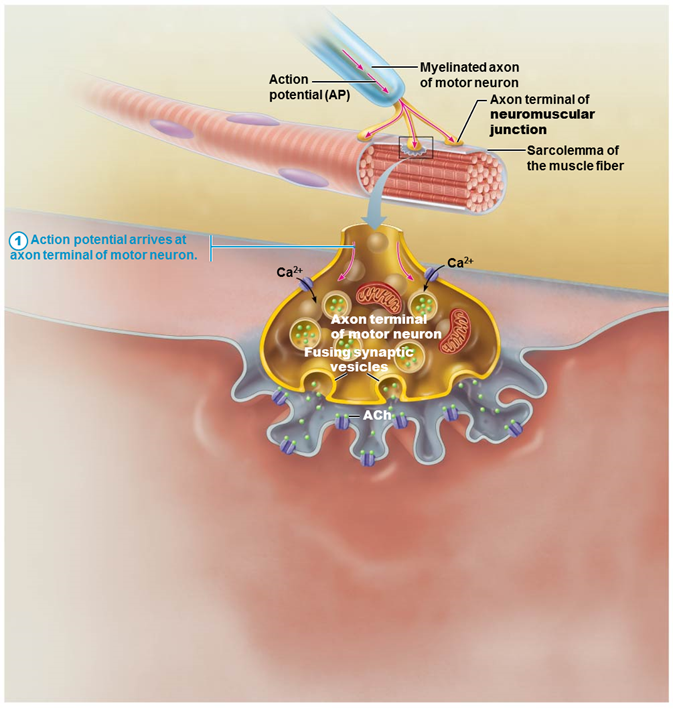 Myelinated axon
of motor neuron
Action
potential (AP)
Axon terminal of
neuromuscular
junction
Sarcolemma of
the muscle fiber
1 Action potential arrives at
axon terminal of motor neuron.
Ca2+
Ca2+
Axon terminal
of motor neuron
Fusing synaptic
vesicles
ACh